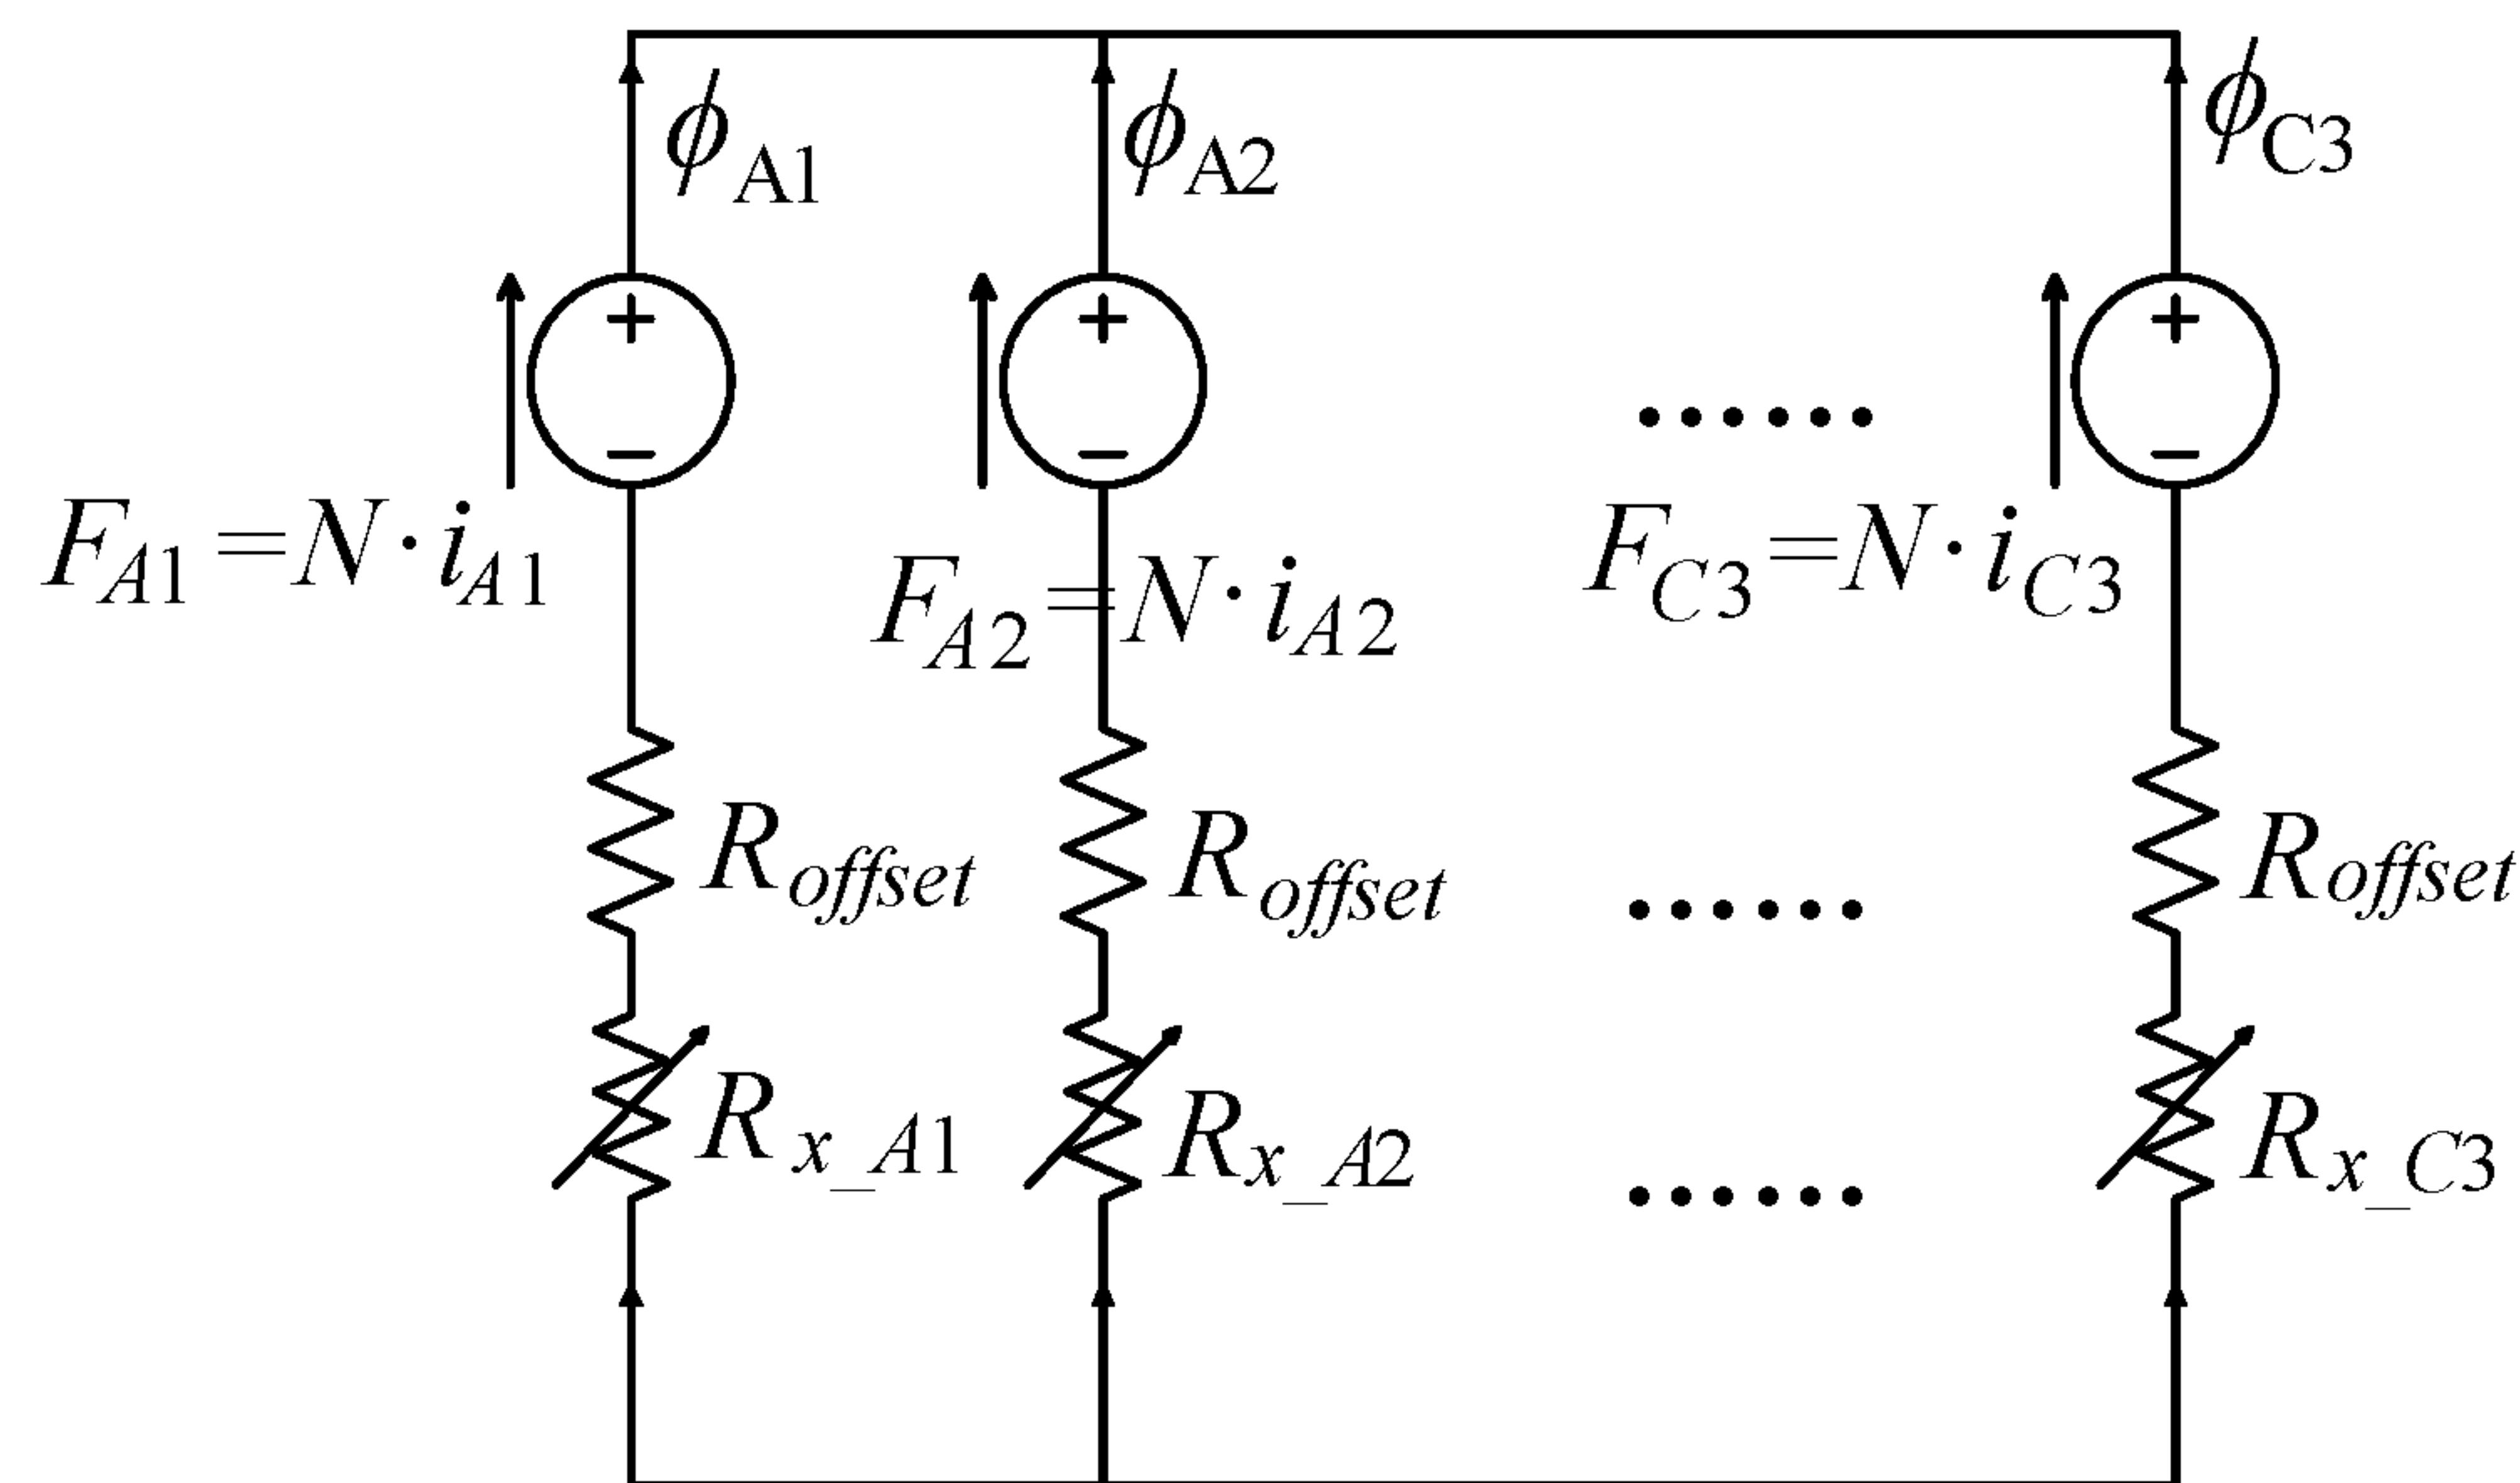 ϕA1 ϕA2 ϕC3
+ + +
− − −
FA1=N·iA1 FA2=N·iA2 FC3=N·iC3
......
Roffset Roffset ...... Roffset
Rx_A1 Rx_A2 ...... Rx_C3